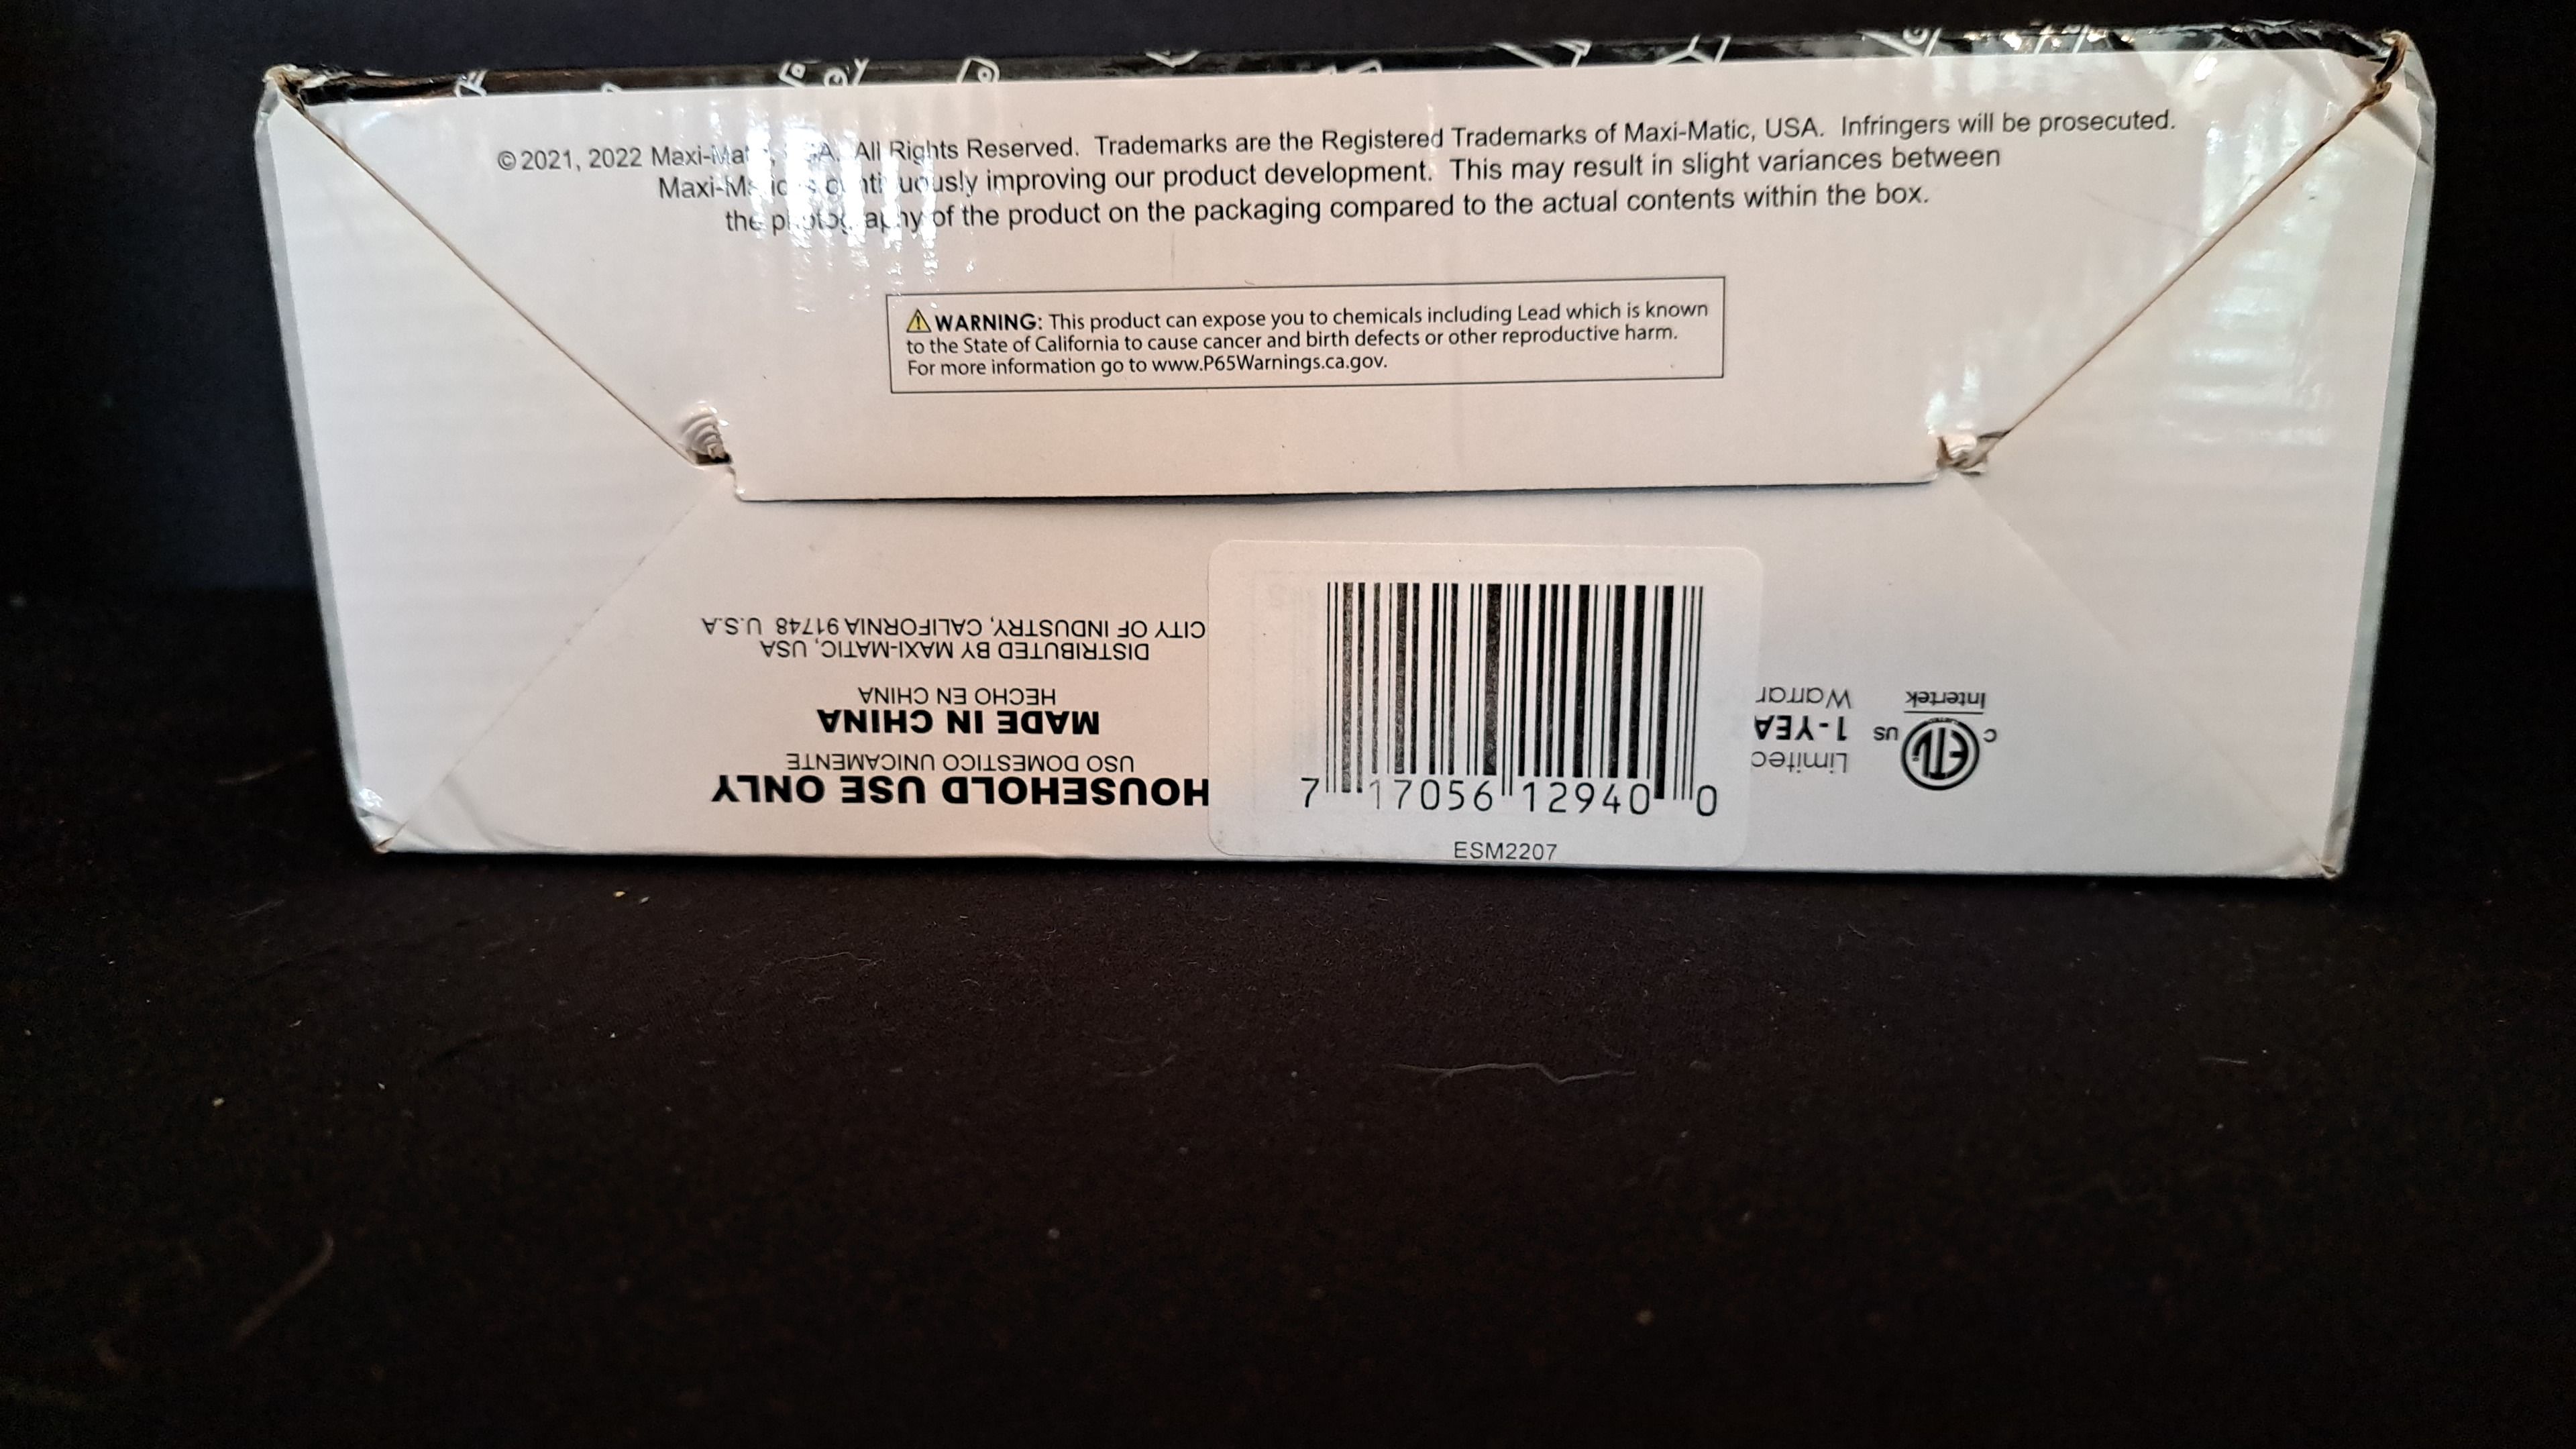 ©2021, 2022 All Rights Reserved. Trademarks are the Registered Trademarks of Maxi-Matic, USA. Infringers will be prosecuted.
improving our product development. This may result in slight variances between
the of the product on the packaging compared to the actual contents within the box.
⚠ WARNING: This product can expose you to chemicals including Lead which is known
to the State of California to cause cancer and birth defects or other reproductive harm.
For more information go to www.P65Warnings.ca.gov.
7 17056 12940 0
ESM2207
HOUSEHOLD USE ONLY
USO DOMESTICO UNICAMENTE
MADE IN CHINA
HECHO EN CHINA
DISTRIBUTED BY MAXI-MATIC, USA
CITY OF INDUSTRY, CALIFORNIA 91748 U.S.A
1-YEA
Warrar
C ETL US
Intertek